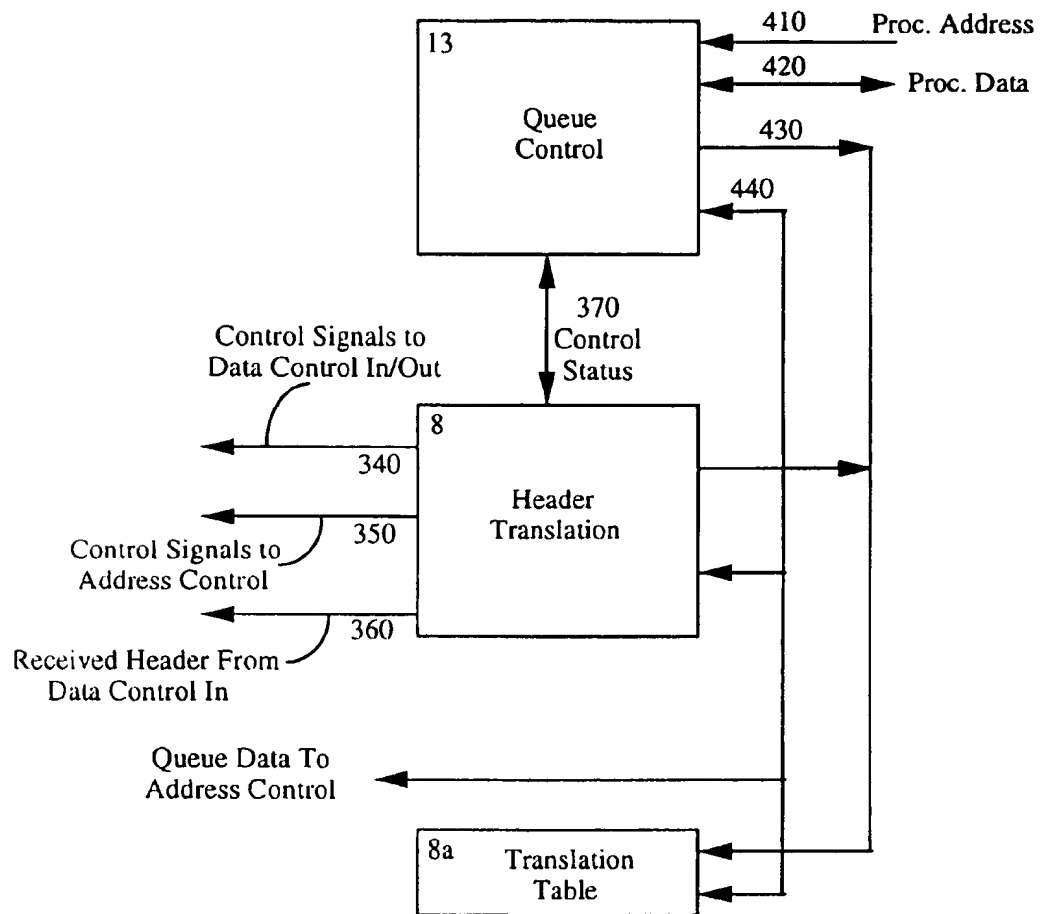 13
Queue
Control
410
Proc. Address
420
Proc. Data
430
440
370
Control
Status
Control Signals to
Data Control In/Out
340
350
Control Signals to
Address Control
360
Received Header From
Data Control In
8
Header
Translation
Queue Data To
Address Control
8a
Translation
Table